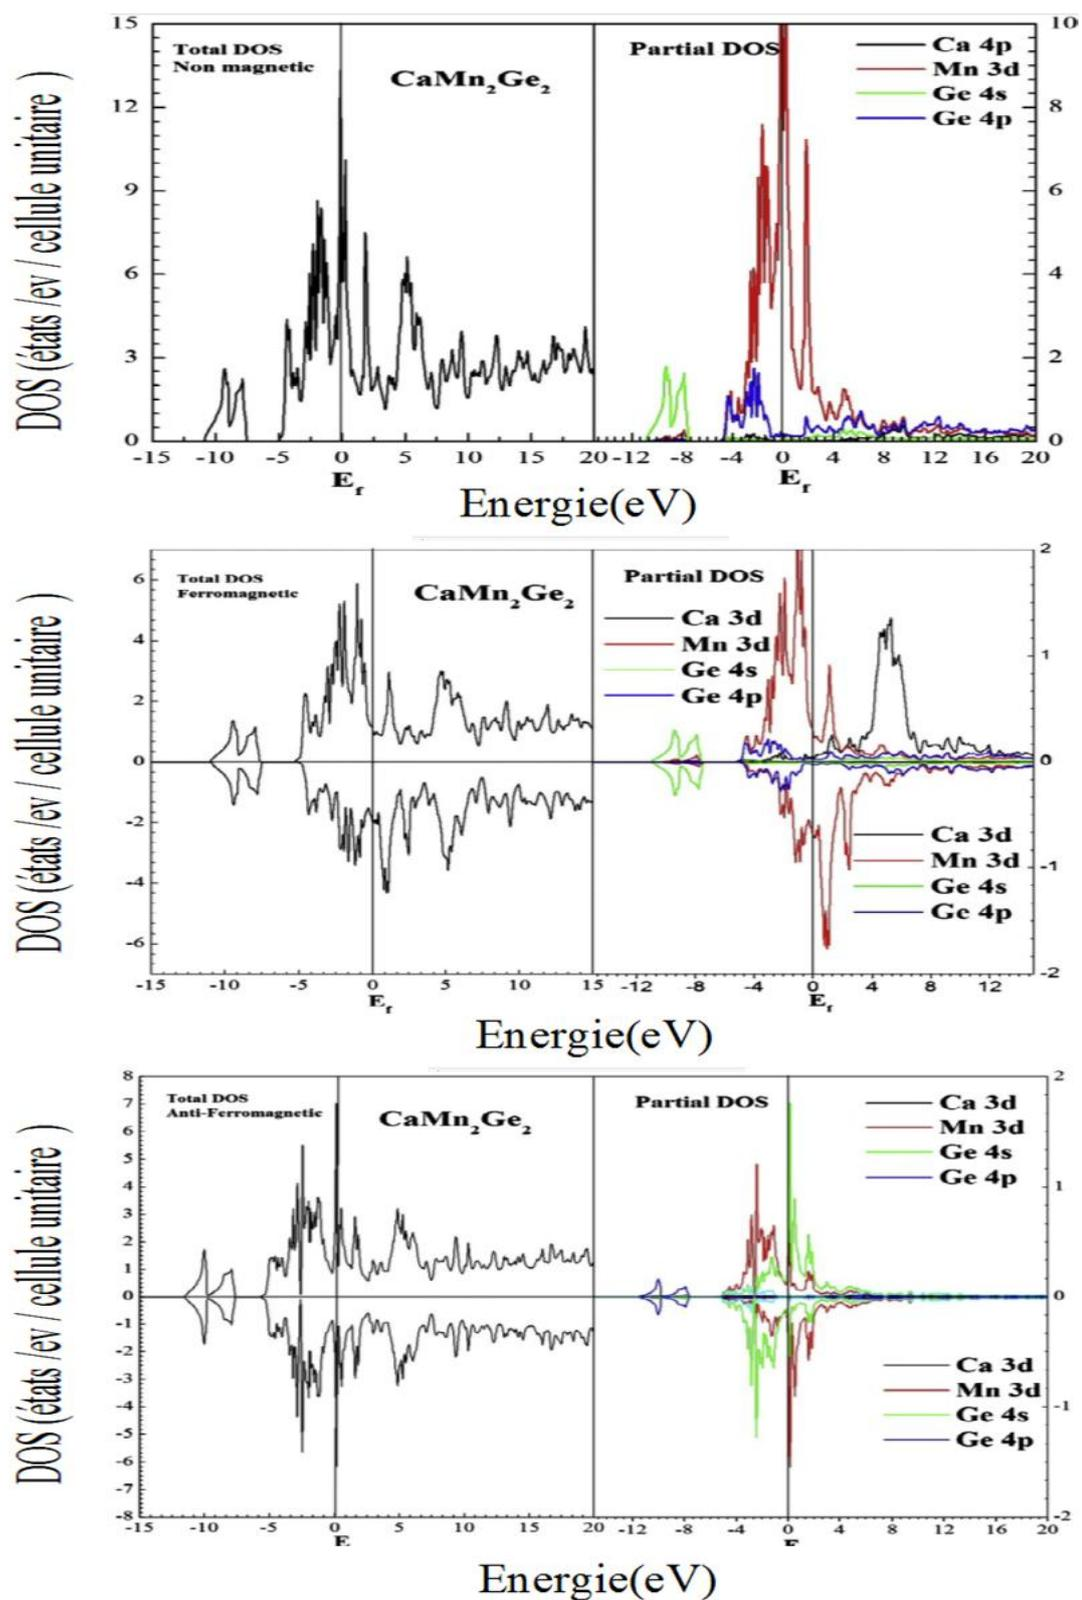 DOS (états /ev / cellule unitaire )
15
12
9
6
3
0
Total DOS
Non magnetic
CaMn2Ge2
Partial DOS
Ca 4p
Mn 3d
Ge 4s
Ge 4p
10
8
6
4
2
0
-15 -10 -5 0 5 10 15 20 -12 -8 -4 0 4 8 12 16 20
Ef Ef
Energie(eV)
DOS (états /ev / cellule unitaire )
6
4
2
0
-2
-4
-6
Total DOS
Ferromagnetic
CaMn2Ge2
Partial DOS
Ca 3d
Mn 3d
Ge 4s
Ge 4p
Ca 3d
Mn 3d
Ge 4s
Ge 4p
2
1
0
-1
-2
-15 -10 -5 0 5 10 15 -12 -8 -4 0 4 8 12
Ef Ef
Energie(eV)
DOS (états /ev / cellule unitaire )
8
7
6
5
4
3
2
1
0
-1
-2
-3
-4
-5
-6
-7
-8
Total DOS
Anti-Ferromagnetic
CaMn2Ge2
Partial DOS
Ca 3d
Mn 3d
Ge 4s
Ge 4p
Ca 3d
Mn 3d
Ge 4s
Ge 4p
2
1
0
-1
-2
-15 -10 -5 0 5 10 15 20 -12 -8 -4 0 4 8 12 16 20
E
Energie(eV)